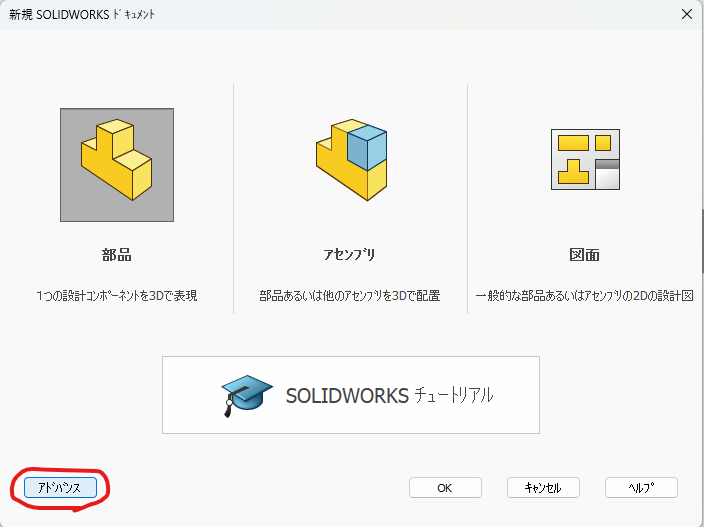 新規 SOLIDWORKS ﾄﾞｷｭﾒﾝﾄ
部品
ｱｾﾝﾌﾞﾘ
図面
1つの設計ｺﾝﾎﾟｰﾈﾝﾄを3Dで表現
部品あるいは他のｱｾﾝﾌﾞﾘを3Dで配置
一般的な部品あるいはｱｾﾝﾌﾞﾘの2Dの設計図
SOLIDWORKS チュートリアル
ｱﾄﾞﾊﾞﾝｽ
OK
ｷｬﾝｾﾙ
ﾍﾙﾌﾟ